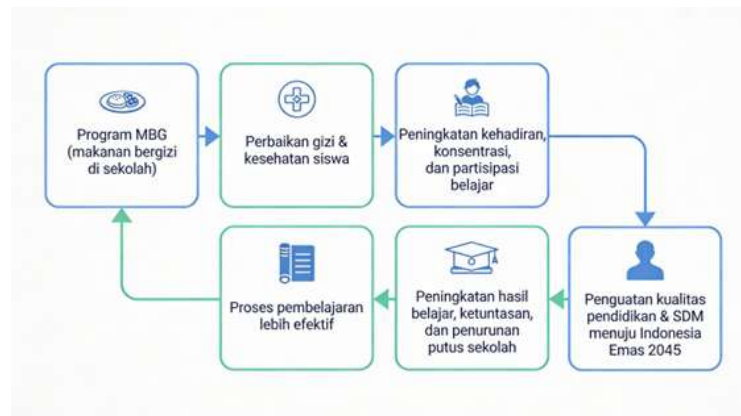 Program MBG
(makanan bergizi
di sekolah)
Perbaikan gizi &
kesehatan siswa
Peningkatan kehadiran,
konsentrasi,
dan partisipasi
belajar
Penguatan kualitas
pendidikan & SDM
menuju Indonesia
Emas 2045
Peningkatan hasil
belajar, ketuntasan,
dan penurunan
putus sekolah
Proses pembelajaran
lebih efektif